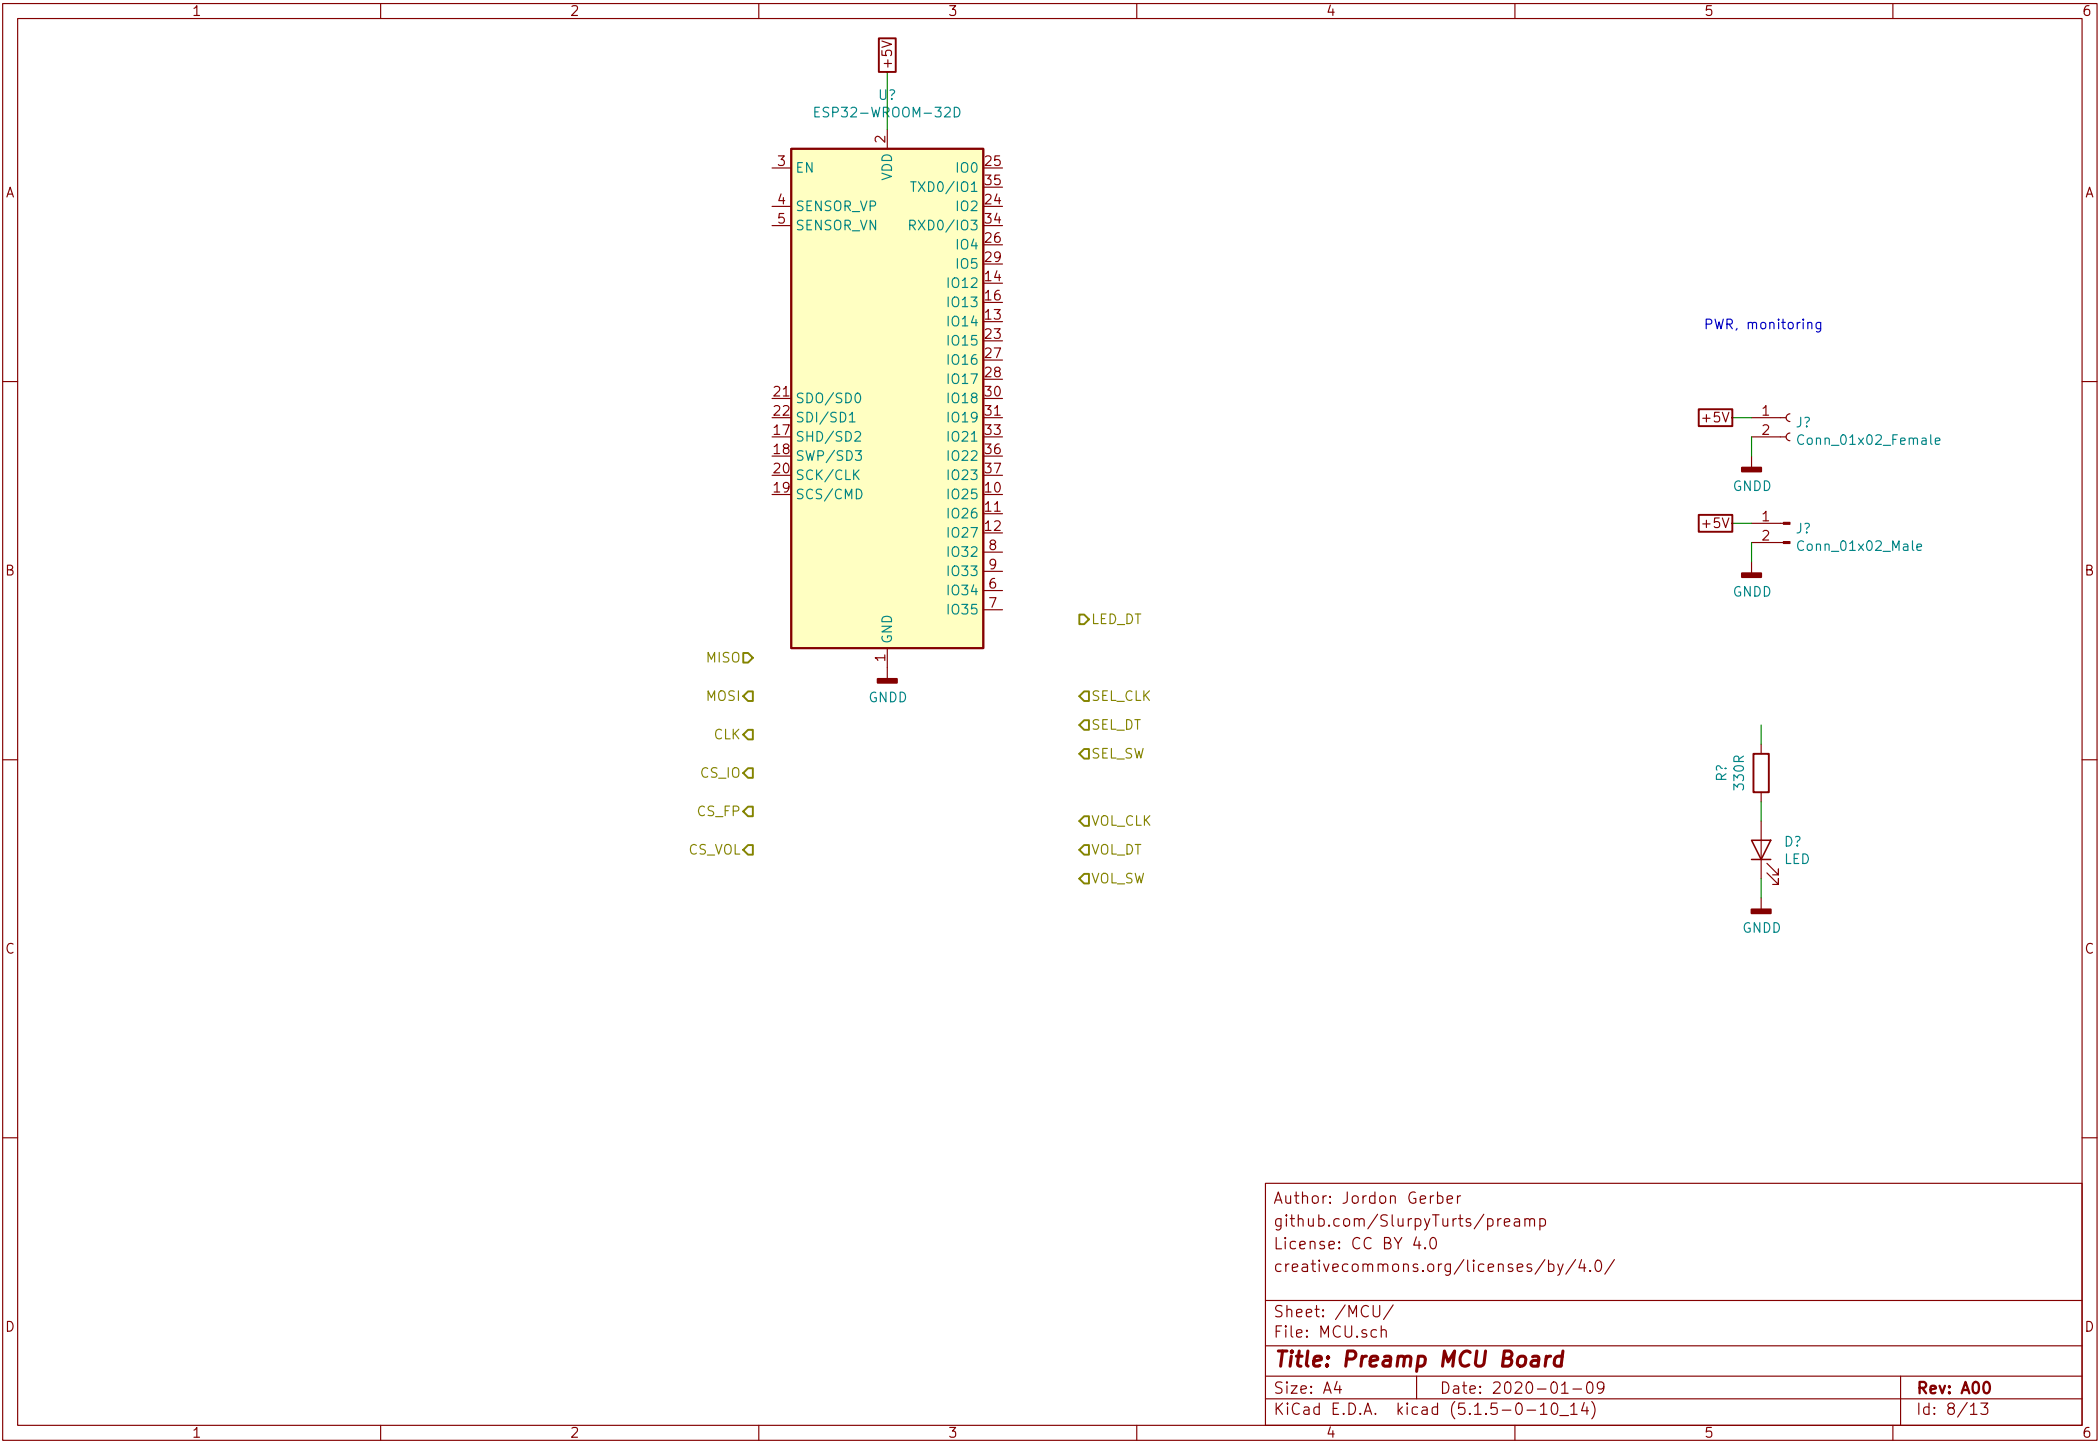 1 2 3 4 5 6
+5V
U?
ESP32-WROOM-32D
2
VDD
3 EN
4 SENSOR_VP
5 SENSOR_VN
21 SDO/SD0
22 SDI/SD1
17 SHD/SD2
18 SWP/SD3
20 SCK/CLK
19 SCS/CMD
IO0 25
TXD0/IO1 35
IO2 24
RXD0/IO3 34
IO4 26
IO5 29
IO12 14
IO13 16
IO14 13
IO15 23
IO16 27
IO17 28
IO18 30
IO19 31
IO21 33
IO22 36
IO23 37
IO25 10
IO26 11
IO27 12
IO32 8
IO33 9
IO34 6
IO35 7
GND
1
GNDD
A A
B B
C C
D D
MISO
MOSI
CLK
CS_IO
CS_FP
CS_VOL
LED_DT
SEL_CLK
SEL_DT
SEL_SW
VOL_CLK
VOL_DT
VOL_SW
PWR, monitoring
+5V 1 J?
2 Conn_01x02_Female
GNDD
+5V 1 J?
2 Conn_01x02_Male
GNDD
R?
330R
D?
LED
GNDD
Author: Jordon Gerber
github.com/SlurpyTurts/preamp
License: CC BY 4.0
creativecommons.org/licenses/by/4.0/
Sheet: /MCU/
File: MCU.sch
Title: Preamp MCU Board
Size: A4 Date: 2020-01-09 Rev: A00
KiCad E.D.A. kicad (5.1.5-0-10_14) Id: 8/13
1 2 3 4 5 6